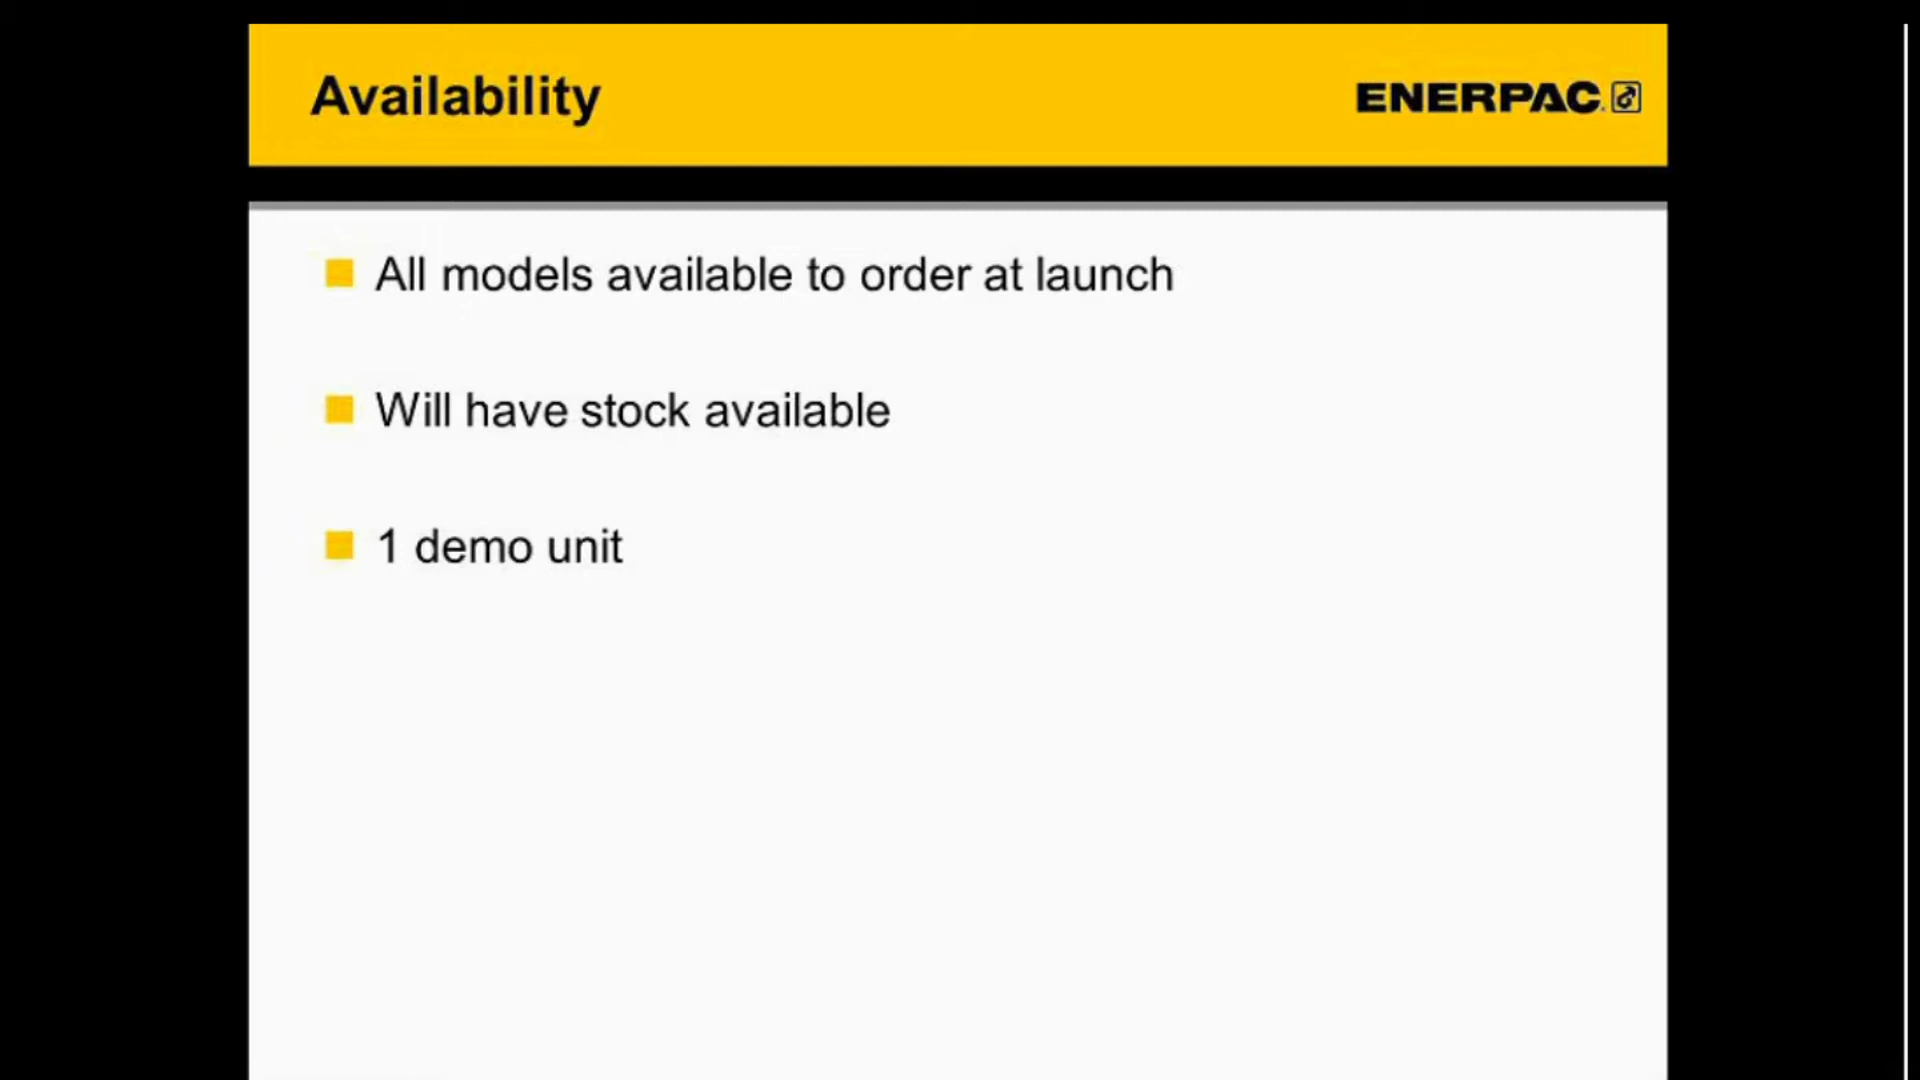 Availability
ENERPAC
All models available to order at launch
Will have stock available
1 demo unit